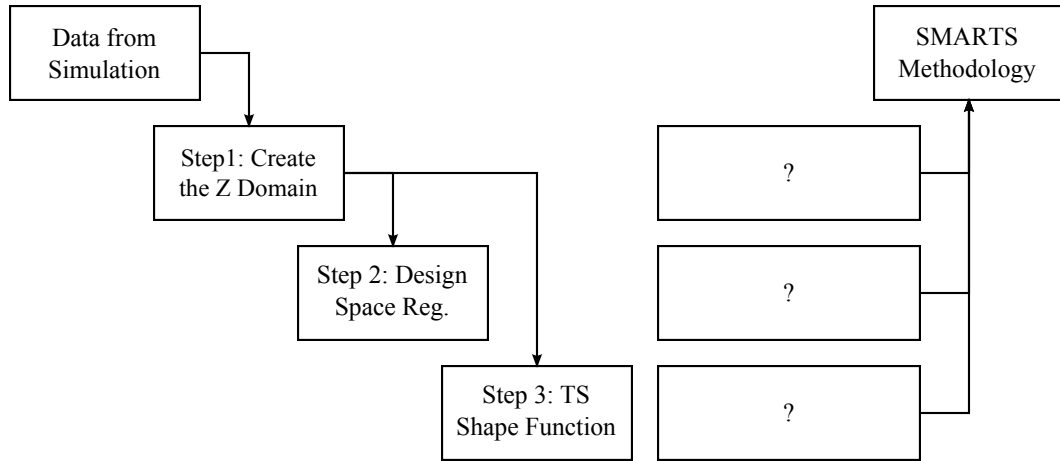 Data from
Simulation
SMARTS
Methodology
Step1: Create
the Z Domain
?
Step 2: Design
Space Reg.
?
Step 3: TS
Shape Function
?